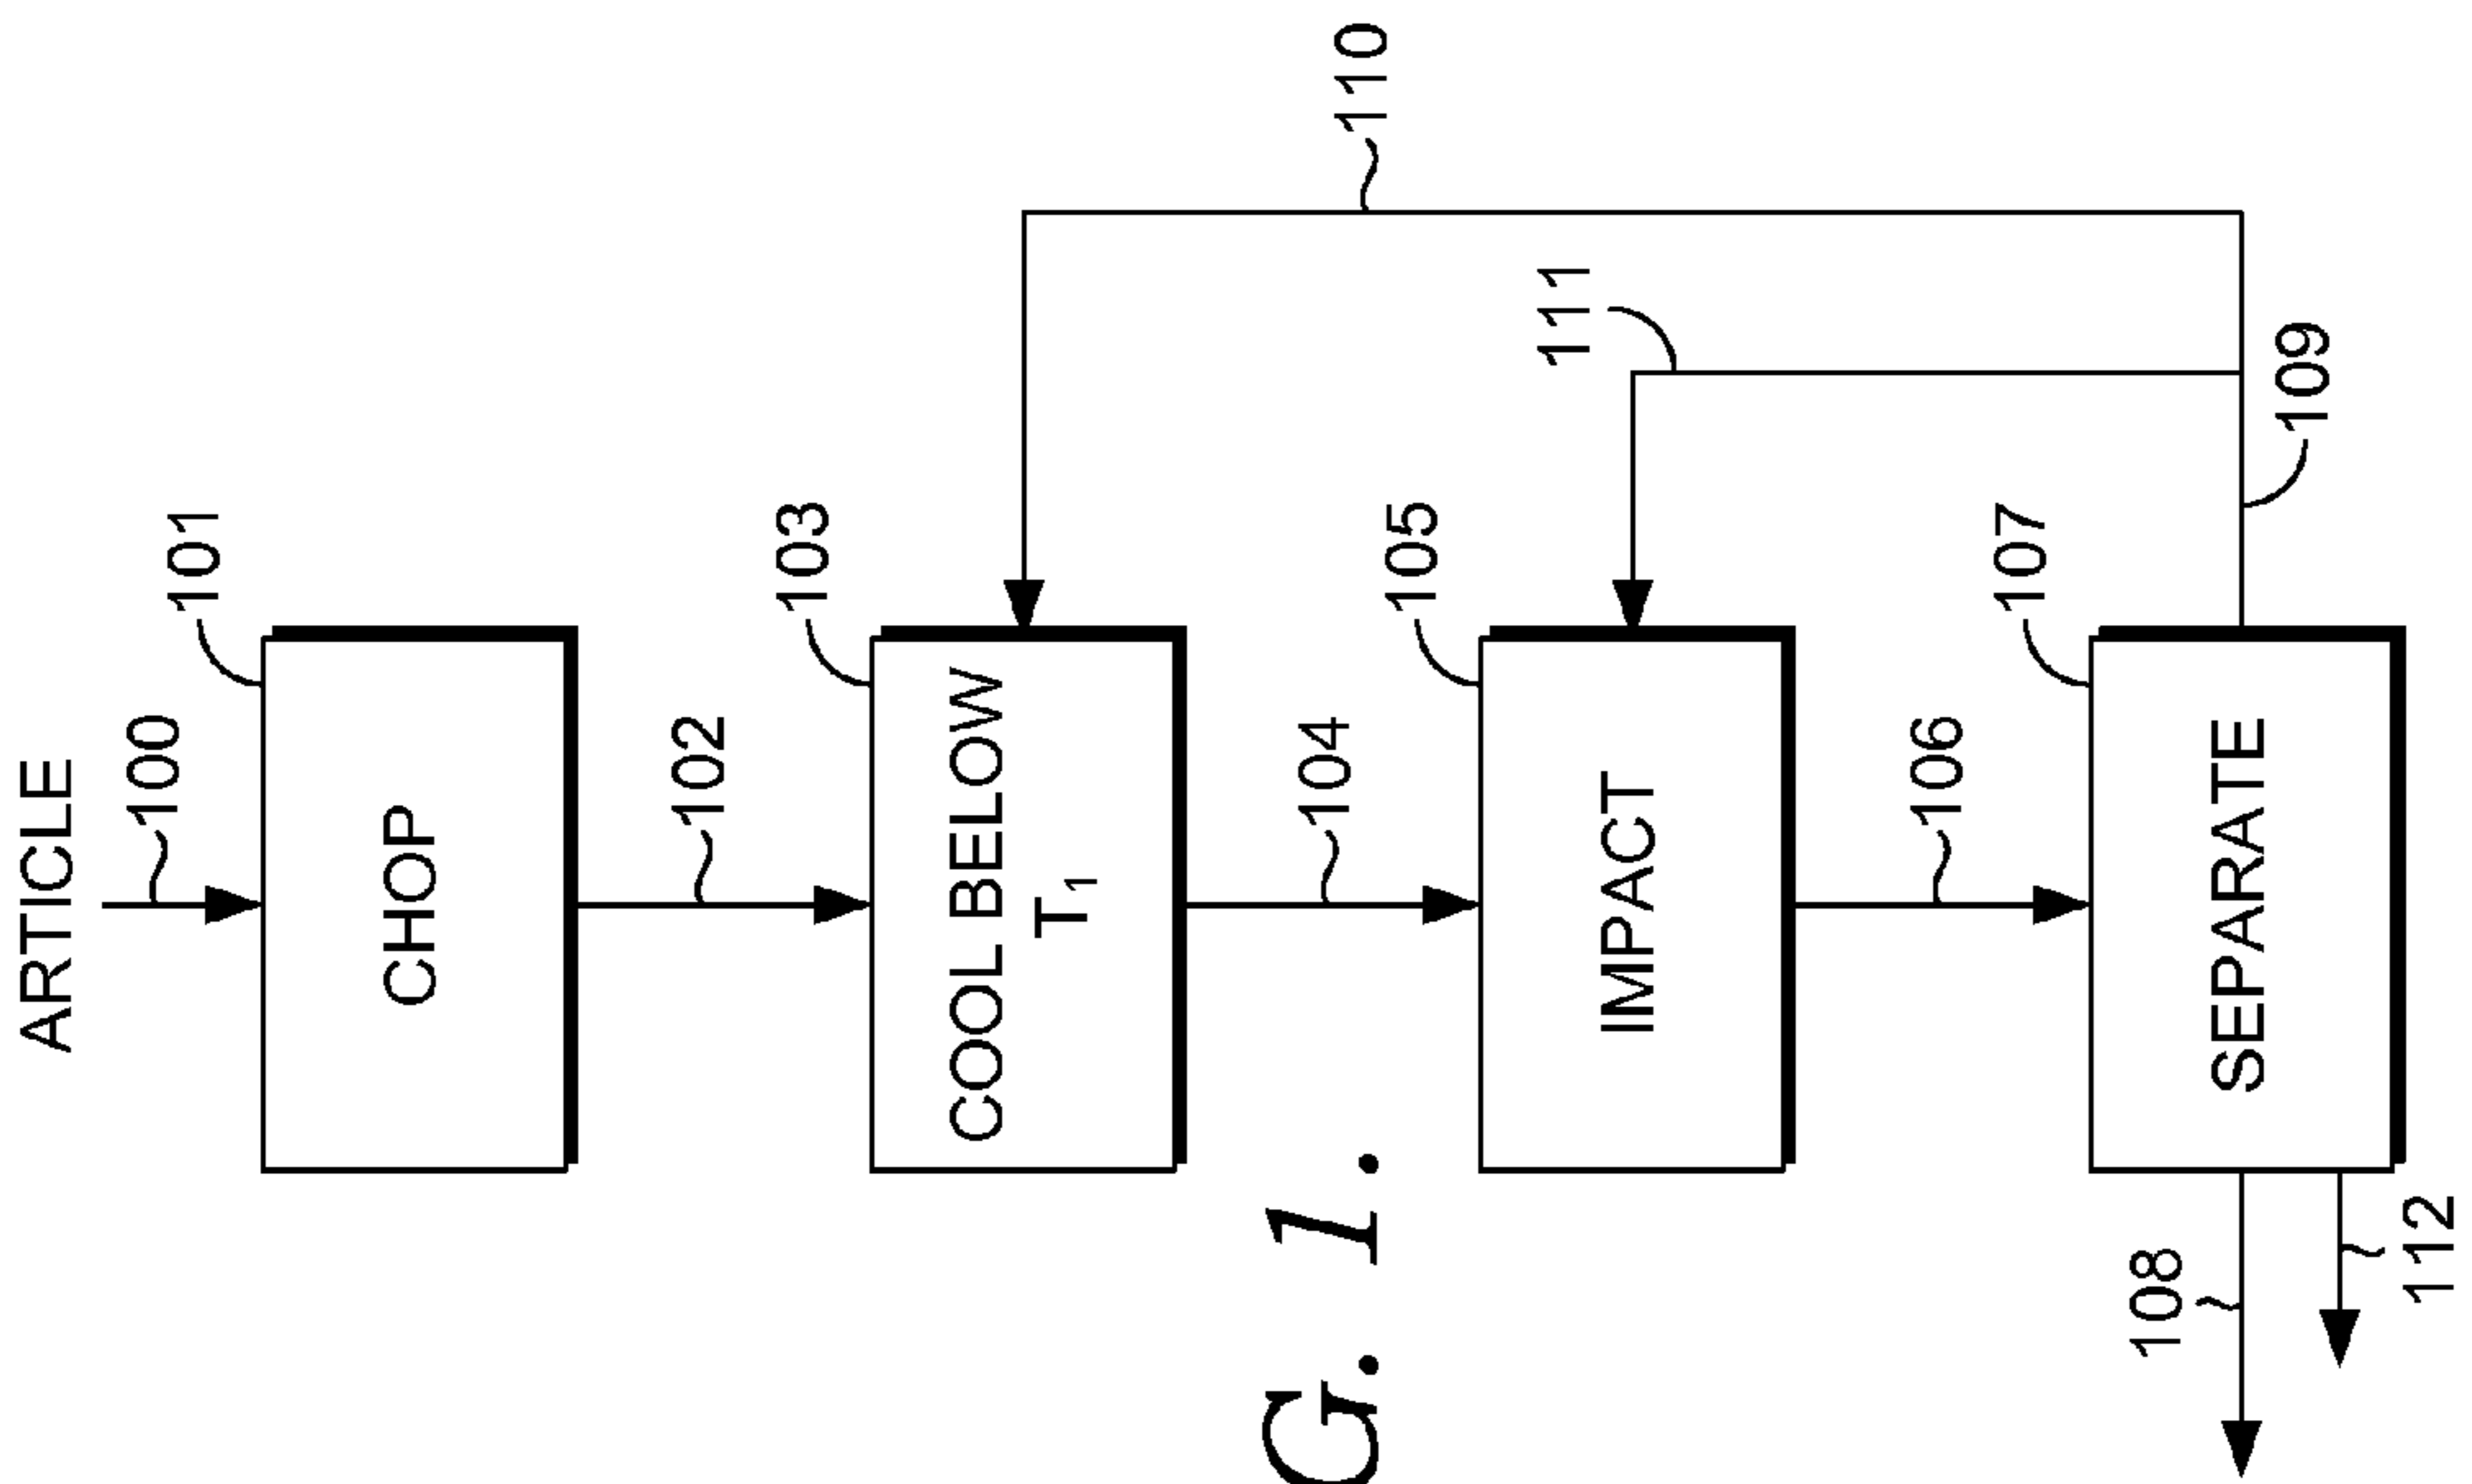 ARTICLE
100
101
CHOP
102
103
COOL BELOW
T₁
G. 1.
104
110
105
111
IMPACT
106
107
108
SEPARATE
109
112